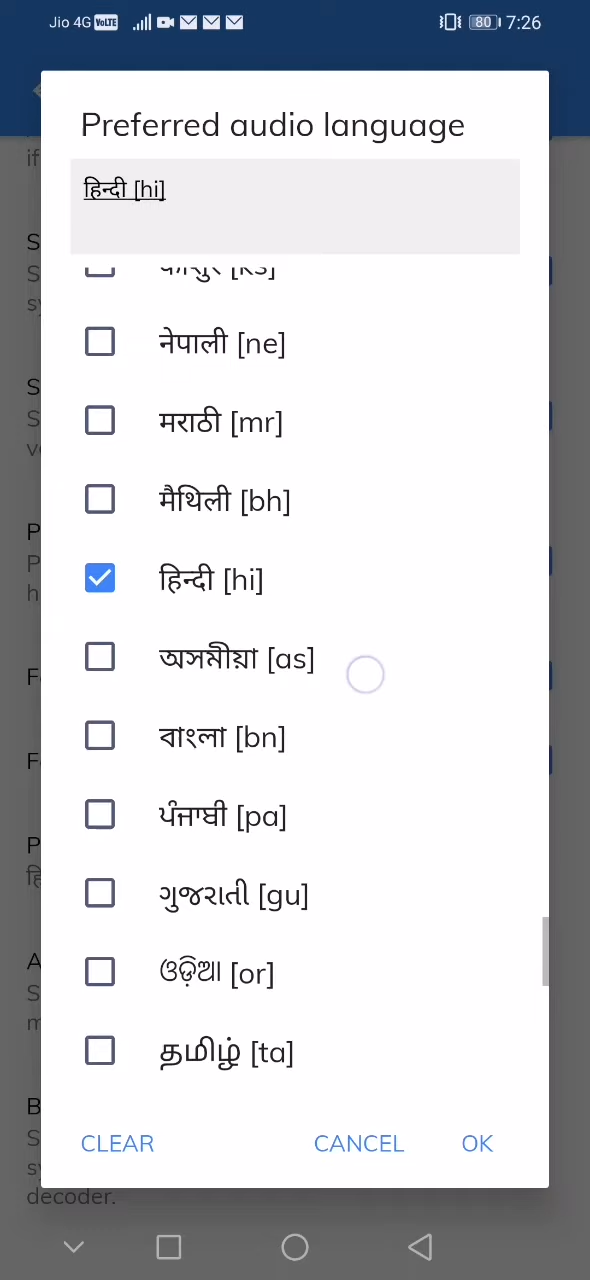 Jio 4G VoLTE 80 7:26
Preferred audio language
हिन्दी [hi]
नेपाली [ne]
मराठी [mr]
मैथिली [bh]
हिन्दी [hi]
অসমীয়া [as]
বাংলা [bn]
ਪੰਜਾਬੀ [pa]
ગુજરાતી [gu]
ଓଡ଼ିଆ [or]
தமிழ் [ta]
CLEAR CANCEL OK
decoder.